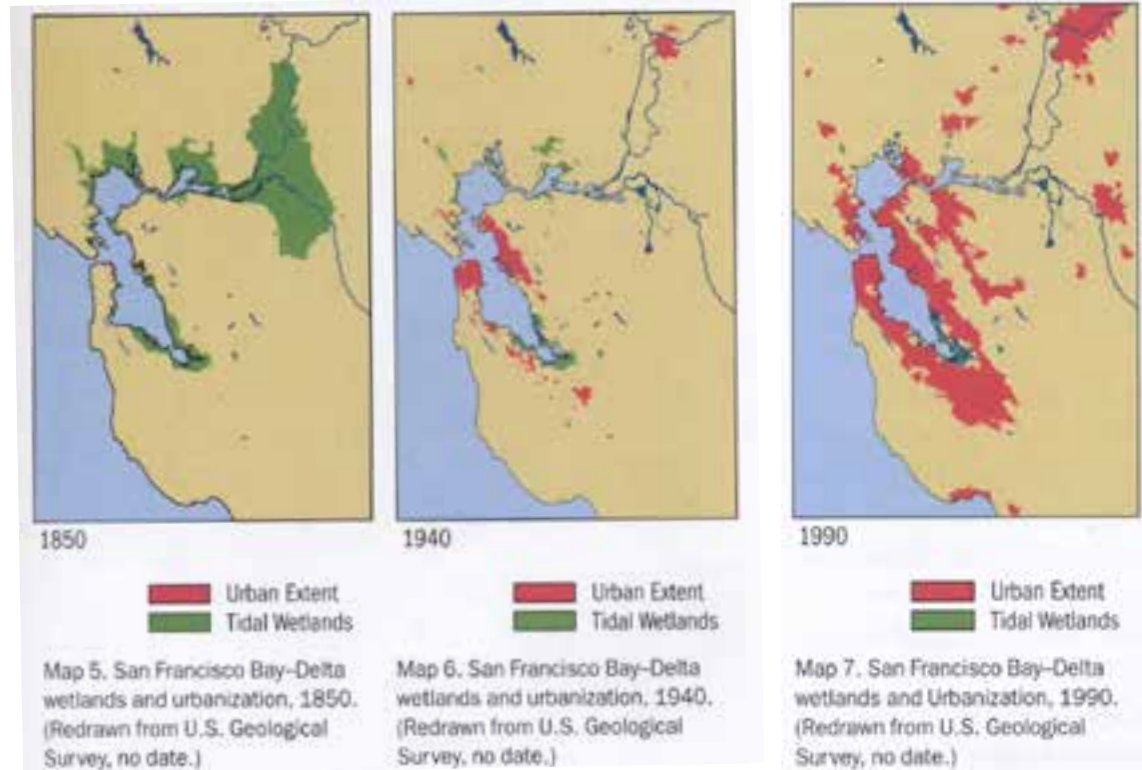 1850
Urban Extent
Tidal Wetlands
Map 5. San Francisco Bay–Delta
wetlands and urbanization, 1850.
(Redrawn from U.S. Geological
Survey, no date.)
1940
Urban Extent
Tidal Wetlands
Map 6. San Francisco Bay–Delta
wetlands and urbanization, 1940.
(Redrawn from U.S. Geological
Survey, no date.)
1990
Urban Extent
Tidal Wetlands
Map 7. San Francisco Bay–Delta
wetlands and Urbanization, 1990.
(Redrawn from U.S. Geological
Survey, no date.)